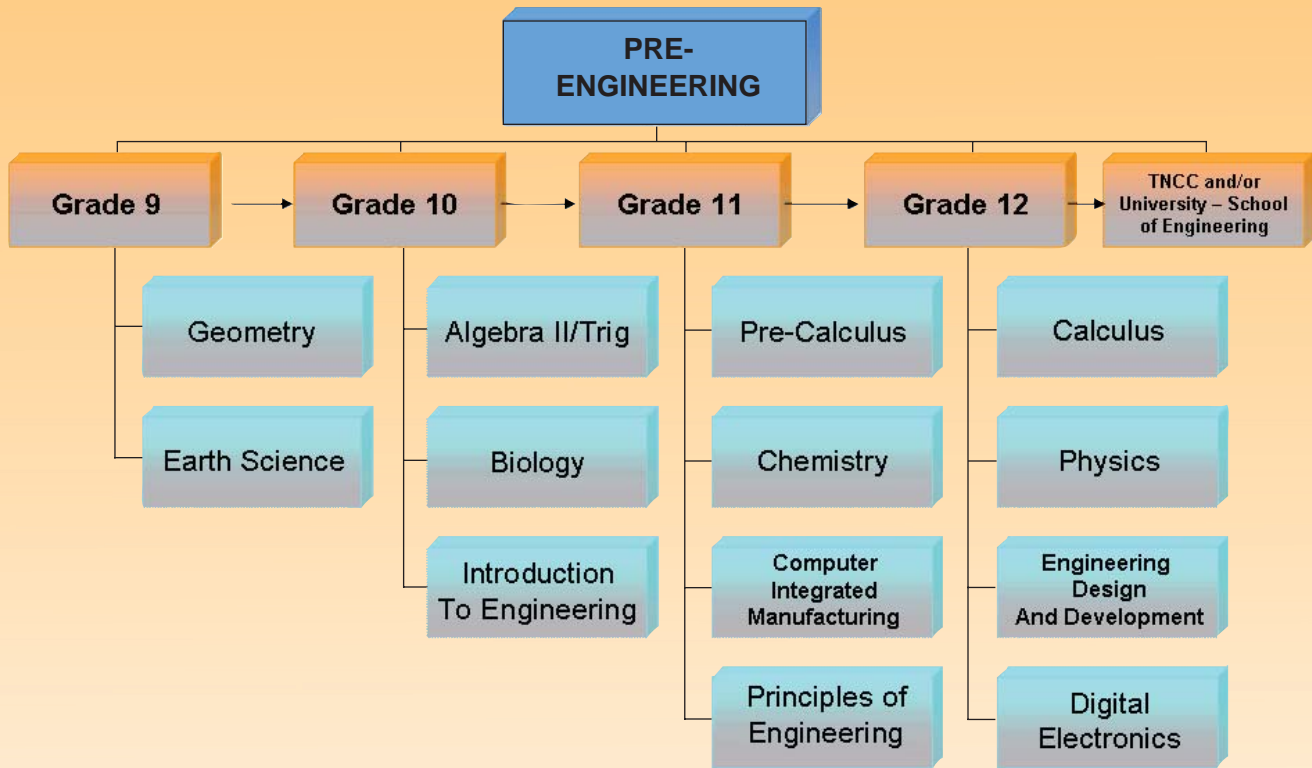 PRE-
ENGINEERING
Grade 9
Grade 10
Grade 11
Grade 12
TNCC and/or
University – School
of Engineering
Geometry
Algebra II/Trig
Pre-Calculus
Calculus
Earth Science
Biology
Chemistry
Physics
Introduction
To Engineering
Computer
Integrated
Manufacturing
Engineering
Design
And Development
Principles of
Engineering
Digital
Electronics